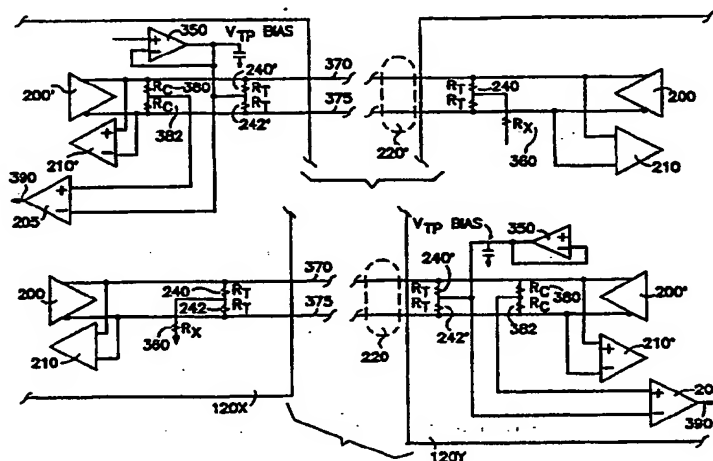 350
V_TP BIAS
240'
370
200'
R_C
380
R_T
R_C
R_T
382
242'
375
210'
390
205
220'
R_T
240
R_T
R_X
360
200
210
V_TP BIAS
350
370
240'
200
240
R_T
R_T
242
R_X
360
375
210
220
R_T
R_T
242'
R_C
380
R_C
382
200'
210'
20
390
120X
120Y